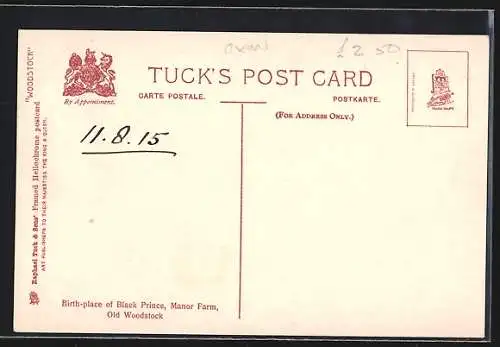 OXON
£2 50
TUCK'S POST CARD
By Appointment.
CARTE POSTALE.
POSTKARTE.
(FOR ADDRESS ONLY.)
11.8.15
"WOODSTOCK"
Raphael Tuck & Sons' Framed Heliochrome postcard
ART PUBLISHERS TO THEIR MAJESTIES THE KING & QUEEN.
Birth-place of Black Prince, Manor Farm,
Old Woodstock